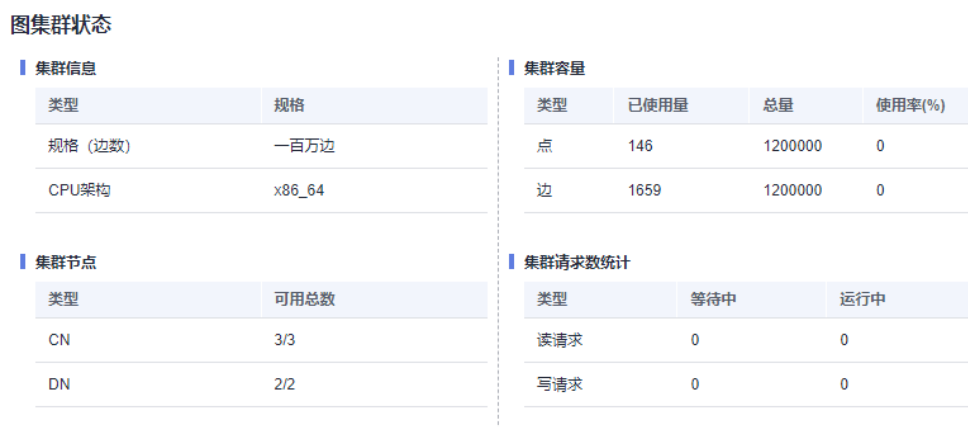 图集群状态
集群信息
类型 规格
规格（边数） 一百万边
CPU架构 x86_64
集群容量
类型 已使用量 总量 使用率(%)
点 146 1200000 0
边 1659 1200000 0
集群节点
类型 可用总数
CN 3/3
DN 2/2
集群请求数统计
类型 等待中 运行中
读请求 0 0
写请求 0 0